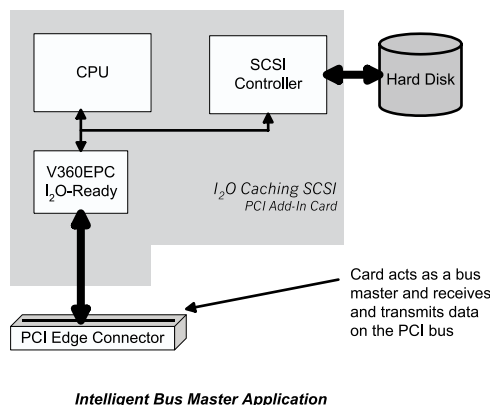 CPU
SCSI
Controller
Hard Disk
V360EPC
I2O-Ready
I2O Caching SCSI
PCI Add-In Card
Card acts as a bus
master and receives
and transmits data
on the PCI bus
PCI Edge Connector
Intelligent Bus Master Application